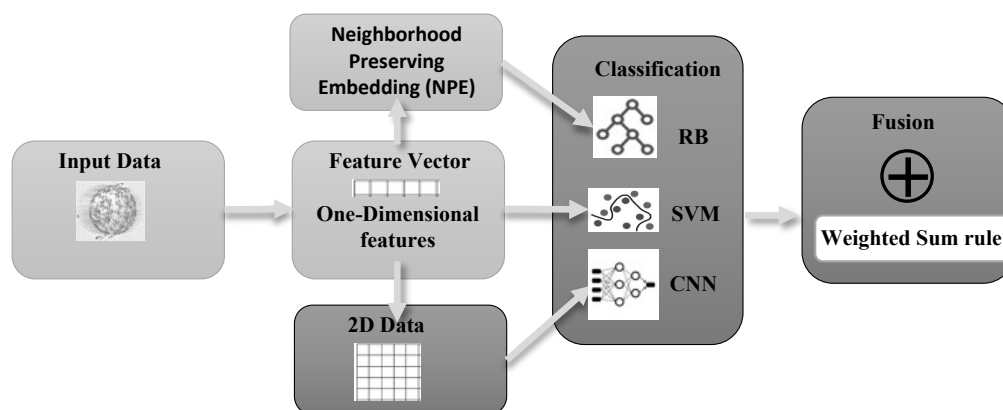 Input Data
Neighborhood
Preserving
Embedding (NPE)
Feature Vector
One-Dimensional
features
2D Data
Classification
RB
SVM
CNN
Fusion
Weighted Sum rule